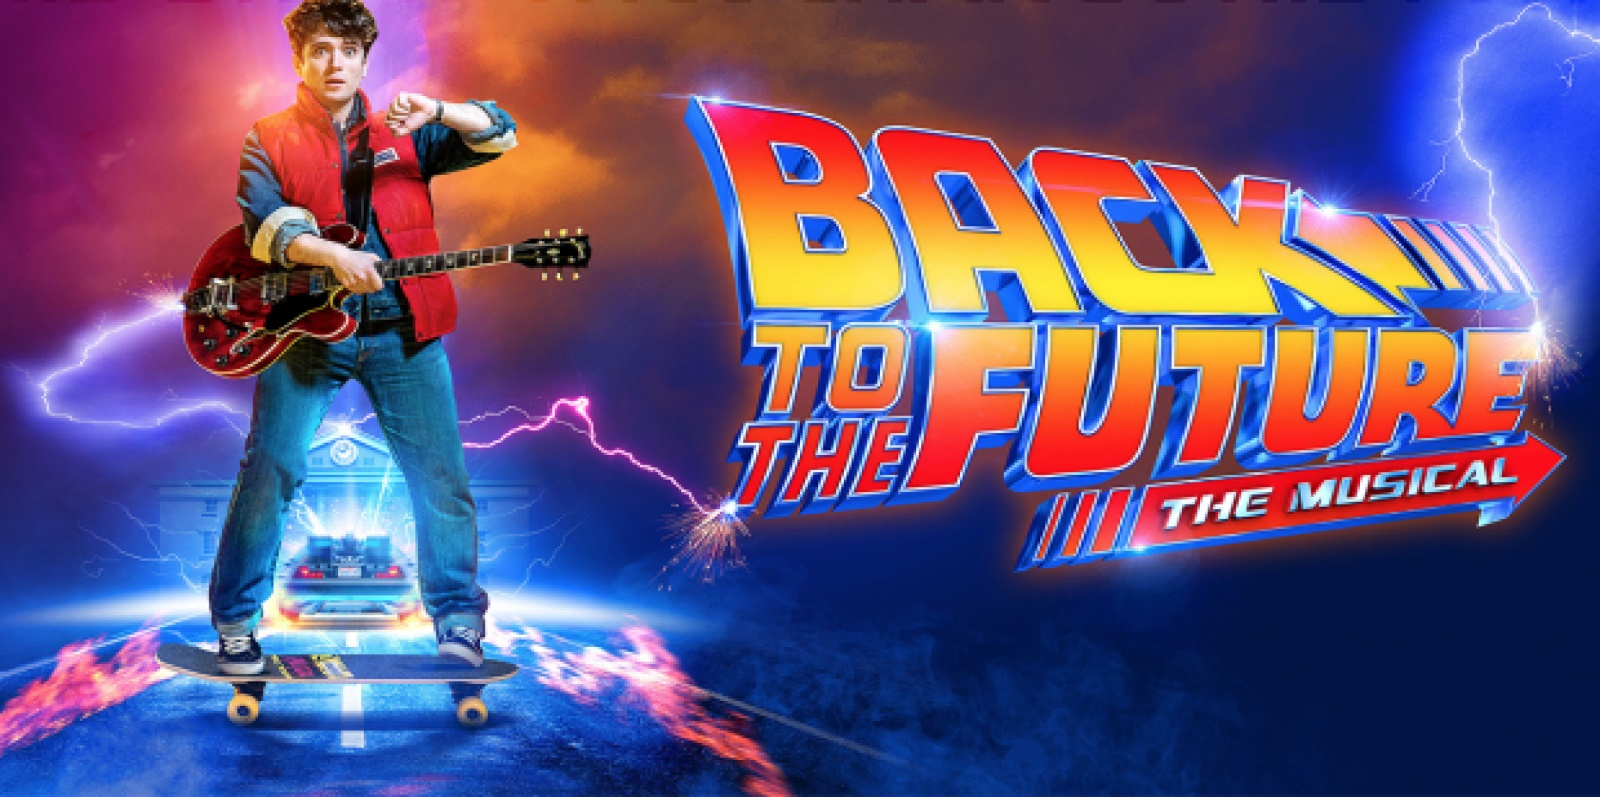 BACK
TO
THE
FUTURE
THE MUSICAL